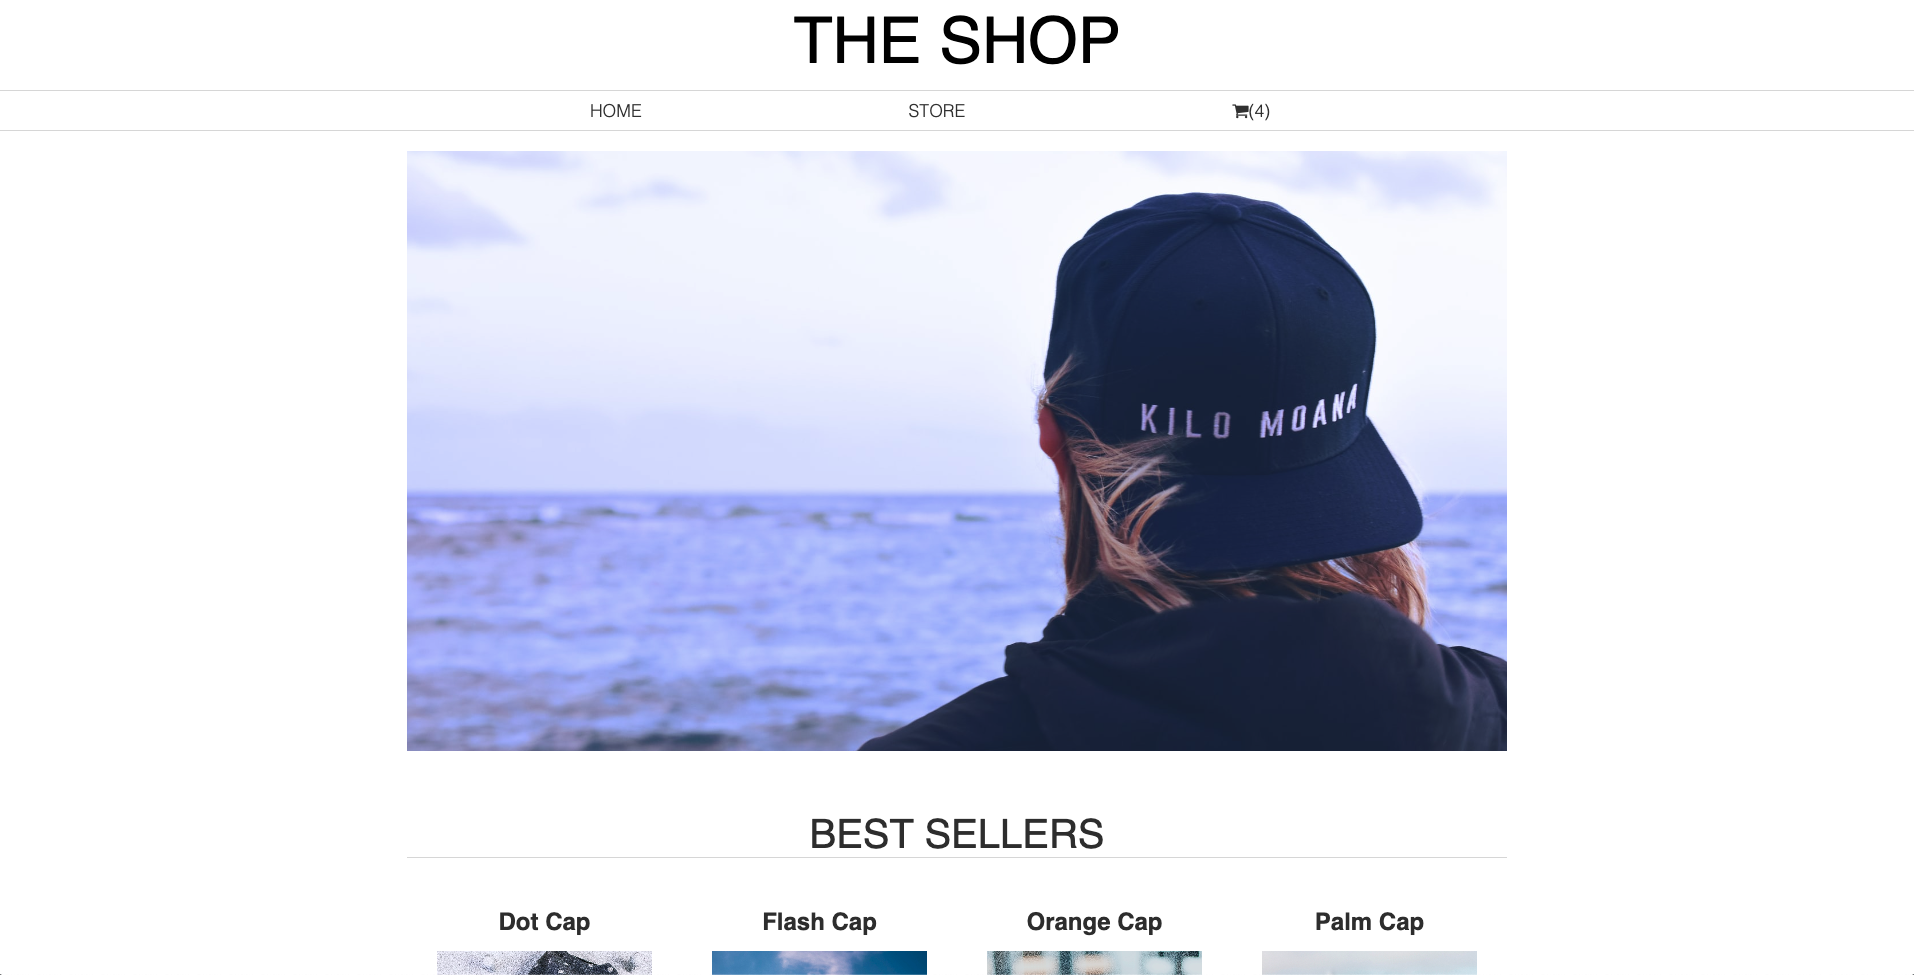 THE SHOP
HOME STORE (4)
KILO MOANA
BEST SELLERS
Dot Cap Flash Cap Orange Cap Palm Cap